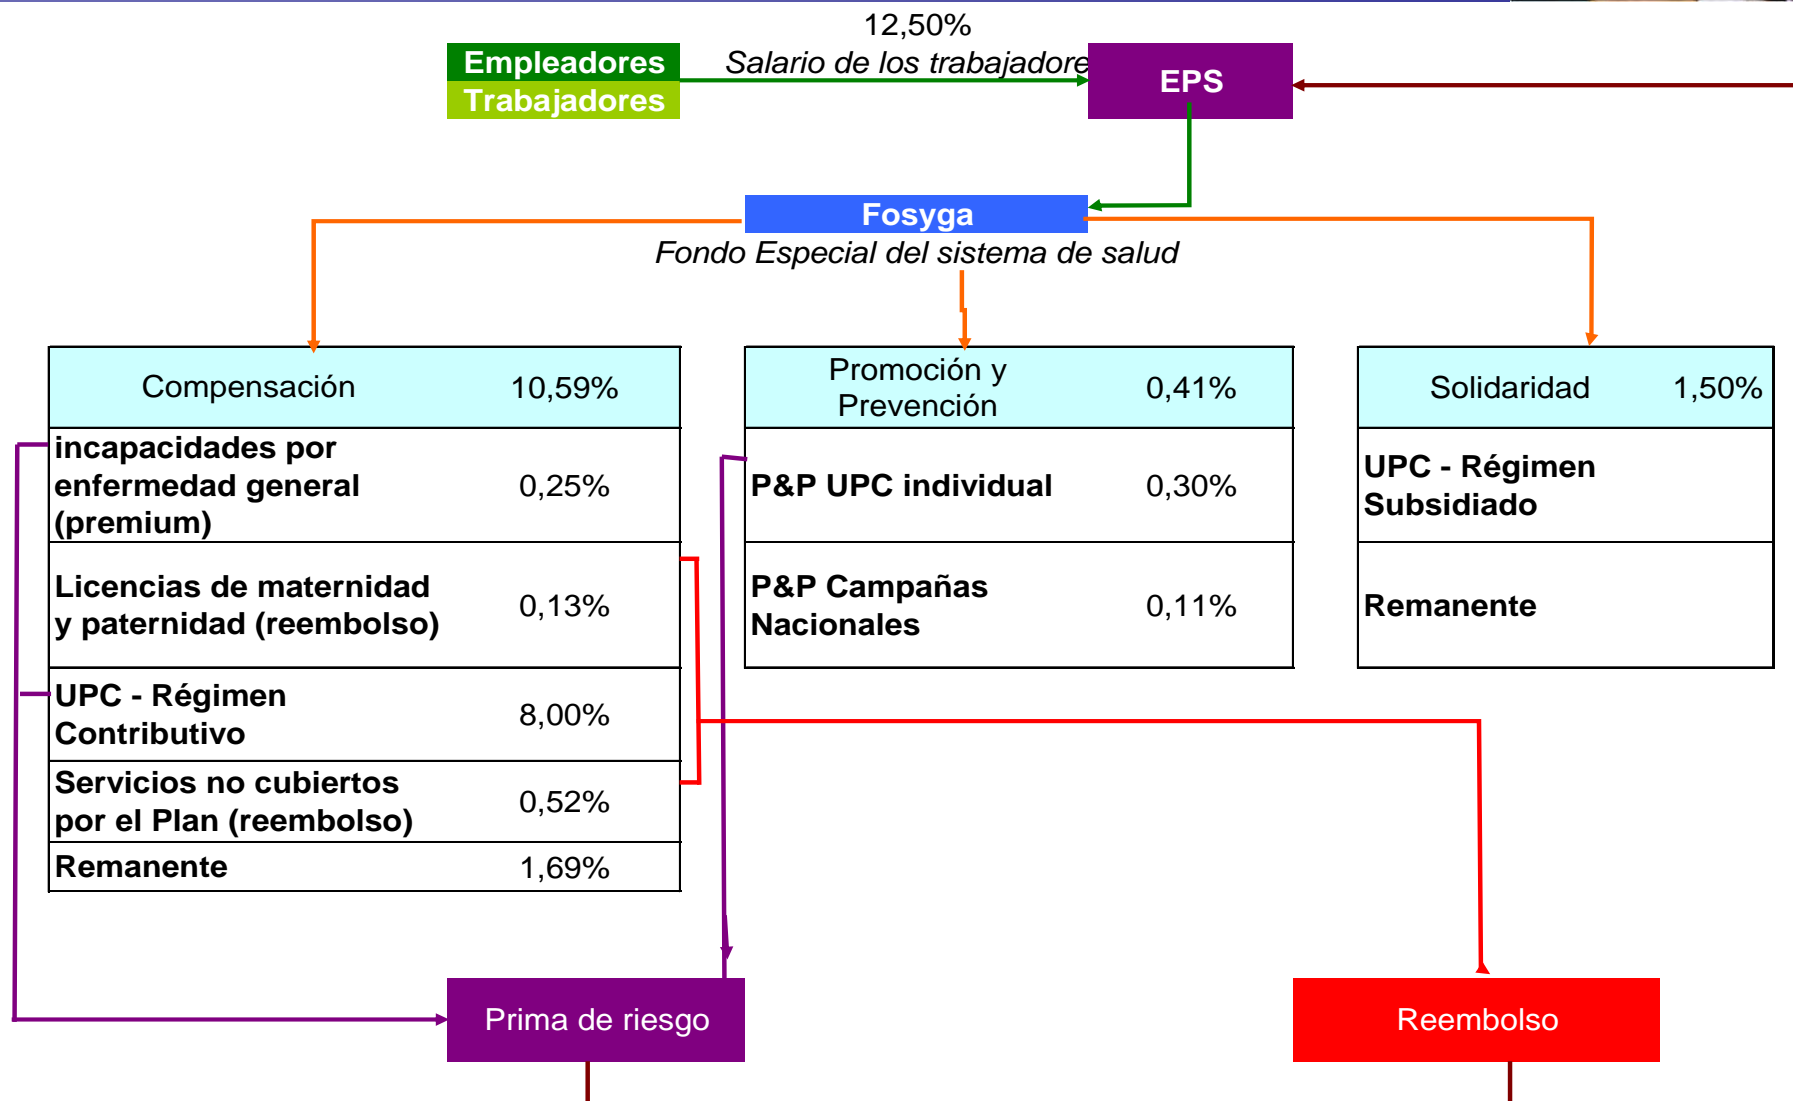 12,50%
Empleadores
Salario de los trabajadore
EPS
Trabajadores
Fosyga
Fondo Especial del sistema de salud
Compensación 10,59%
incapacidades por
enfermedad general 0,25%
(premium)
Licencias de maternidad
y paternidad (reembolso) 0,13%
UPC - Régimen
Contributivo 8,00%
Servicios no cubiertos
por el Plan (reembolso) 0,52%
Remanente 1,69%
Promoción y
Prevención 0,41%
P&P UPC individual 0,30%
P&P Campañas
Nacionales 0,11%
Solidaridad 1,50%
UPC - Régimen
Subsidiado
Remanente
Prima de riesgo
Reembolso